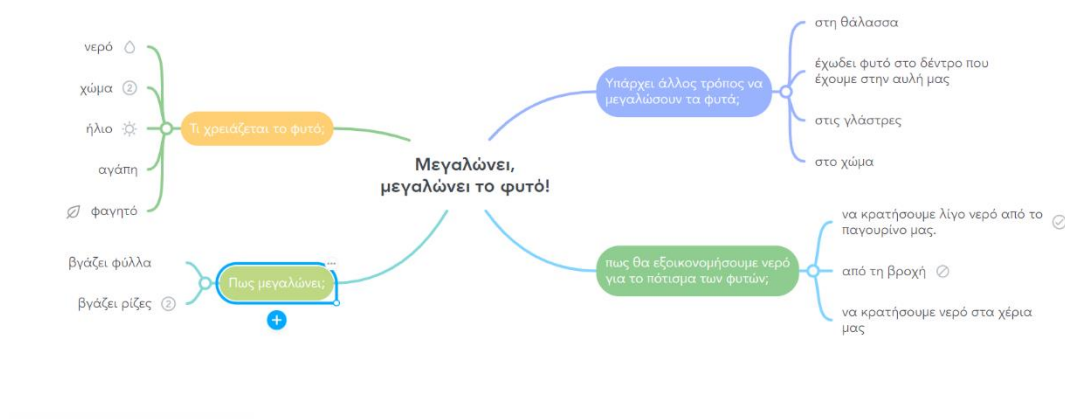 Μεγαλώνει,
μεγαλώνει το φυτό!
Τι χρειάζεται το φυτό;
νερό
χώμα 2
ήλιο
αγάπη
φαγητό
Πως μεγαλώνει;
βγάζει φύλλα
βγάζει ρίζες 2
Υπάρχει άλλος τρόπος να
μεγαλώσουν τα φυτά;
στη θάλασσα
έχωδει φυτό στο δέντρο που
έχουμε στην αυλή μας
στις γλάστρες
στο χώμα
πως θα εξοικονομήσουμε νερό
για το πότισμα των φυτών;
να κρατήσουμε λίγο νερό από το
παγουρίνο μας.
από τη βροχή
να κρατήσουμε νερό στα χέρια
μας